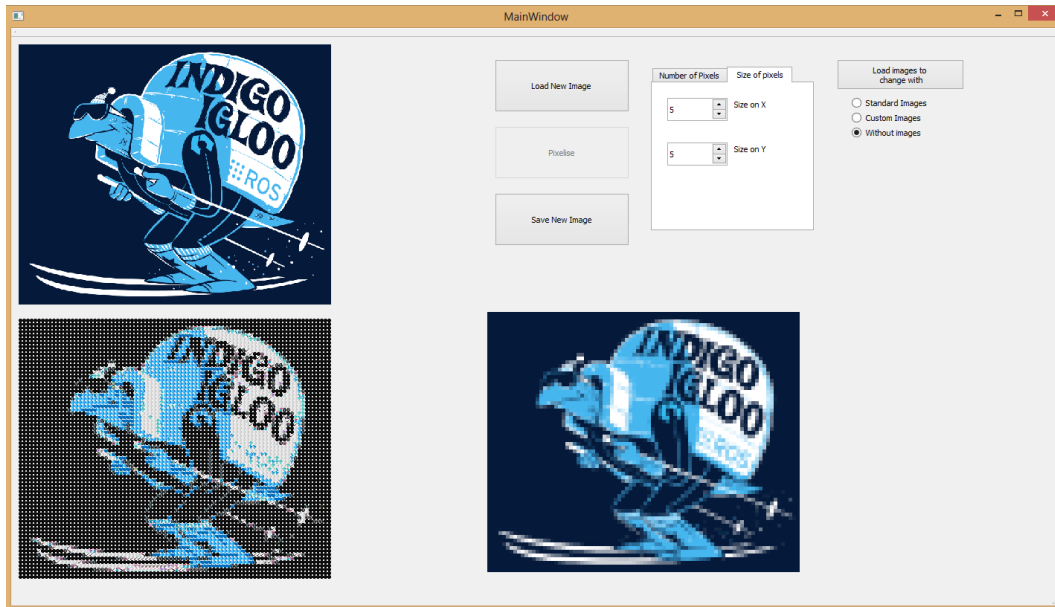 MainWindow
INDIGO
IGLOO
ROS
Load New Image
Pixelise
Save New Image
Number of Pixels
Size of pixels
5
Size on X
5
Size on Y
Load images to
change with
Standard Images
Custom Images
Without images
INDIGO
IGLOO
INDIGO
IGLOO
ROS